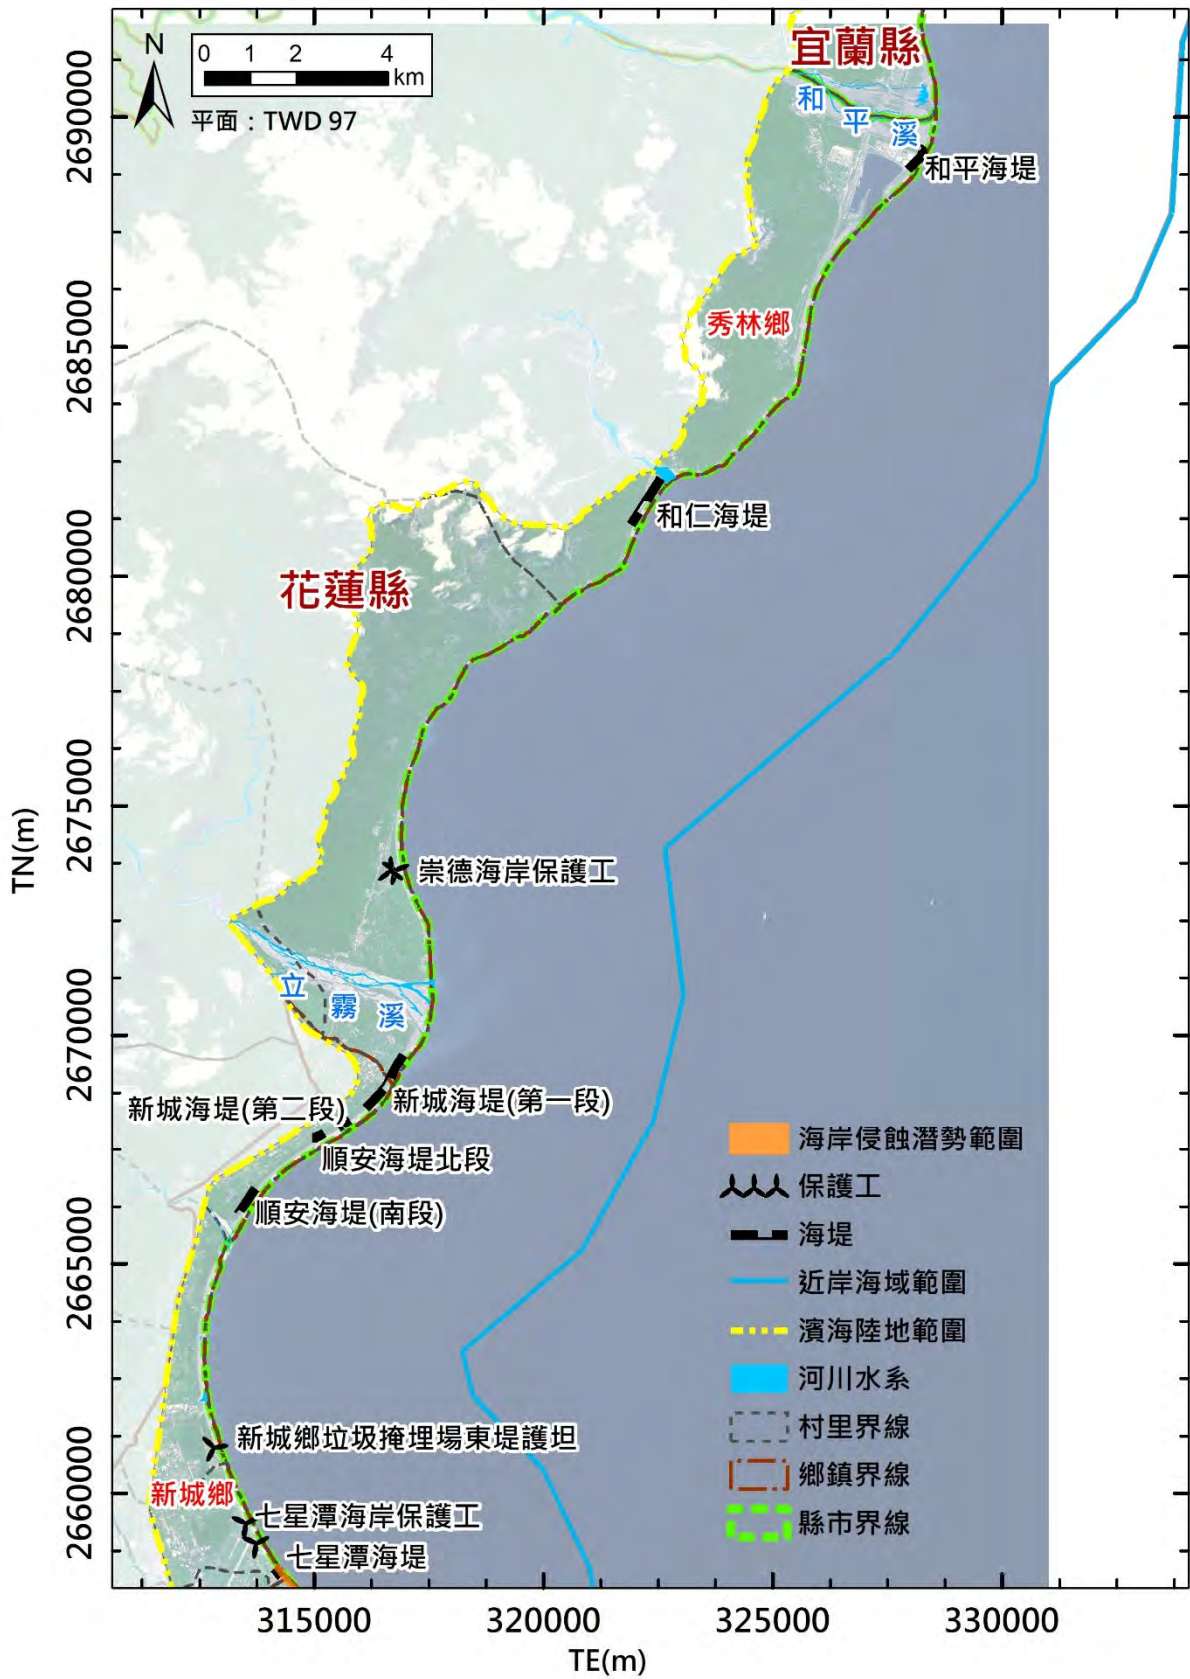 N
0 1 2 4
km
平面：TWD 97
宜蘭縣
和平溪
和平海堤
秀林鄉
和仁海堤
花蓮縣
崇德海岸保護工
立霧溪
新城海堤(第一段)
新城海堤(第二段)
順安海堤北段
順安海堤(南段)
新城鄉垃圾掩埋場東堤護坦
新城鄉
七星潭海岸保護工
七星潭海堤
海岸侵蝕潛勢範圍
保護工
海堤
近岸海域範圍
濱海陸地範圍
河川水系
村里界線
鄉鎮界線
縣市界線
2690000
2685000
2680000
2675000
2670000
2665000
2660000
TN(m)
315000 320000 325000 330000
TE(m)